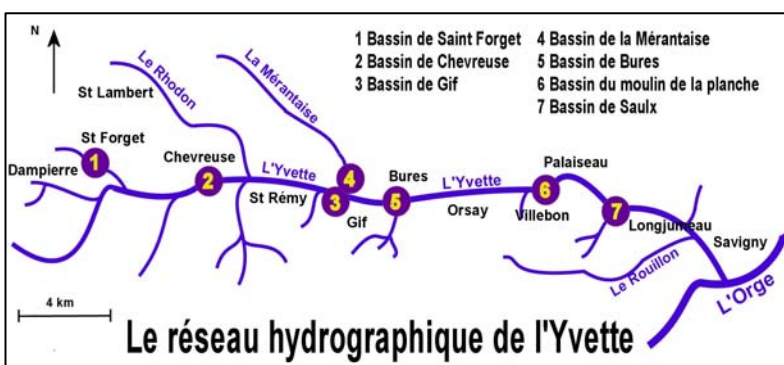 N
1 Bassin de Saint Forget
2 Bassin de Chevreuse
3 Bassin de Gif
4 Bassin de la Mérantaise
5 Bassin de Bures
6 Bassin du moulin de la planche
7 Bassin de Saulx
Le Rhodon
La Mérantaise
St Lambert
St Forget
1
Dampierre
Chevreuse
2
L'Yvette
St Rémy
4
3
Gif
Bures
5
L'Yvette
Orsay
Palaiseau
6
Villebon
7
Longjumeau
Savigny
Le Rouillon
L'Orge
4 km
Le réseau hydrographique de l'Yvette